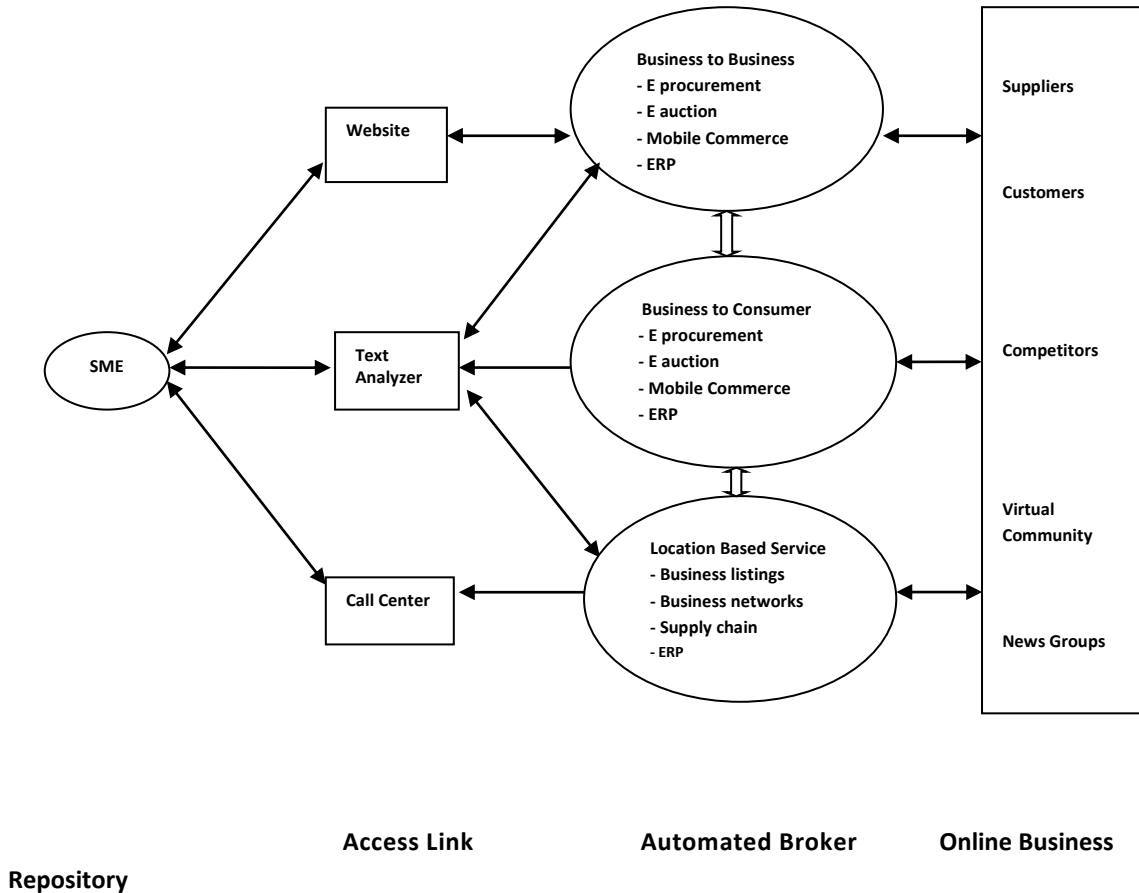 Business to Business
- E procurement
- E auction
- Mobile Commerce
- ERP
Website
Suppliers
Customers
SME
Text
Analyzer
Business to Consumer
- E procurement
- E auction
- Mobile Commerce
- ERP
Competitors
Call Center
Location Based Service
- Business listings
- Business networks
- Supply chain
- ERP
Virtual
Community
News Groups
Access Link
Automated Broker
Online Business
Repository